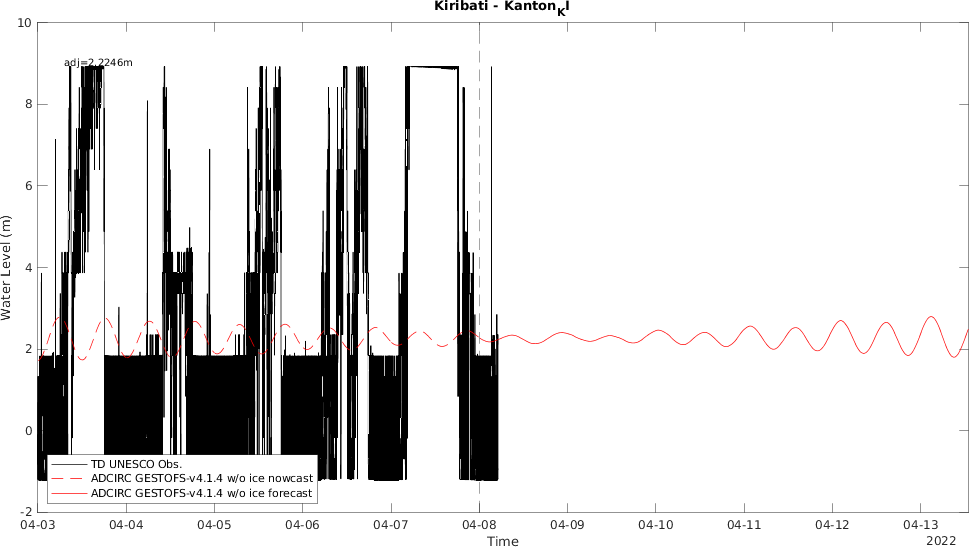 Kiribati - KantonKI
10
adj=2.2246m
8
6
4
2
0
-2
Water Level (m)
TD UNESCO Obs.
ADCIRC GESTOFS-v4.1.4 w/o ice nowcast
ADCIRC GESTOFS-v4.1.4 w/o ice forecast
04-03 04-04 04-05 04-06 04-07 04-08 04-09 04-10 04-11 04-12 04-13
Time
2022